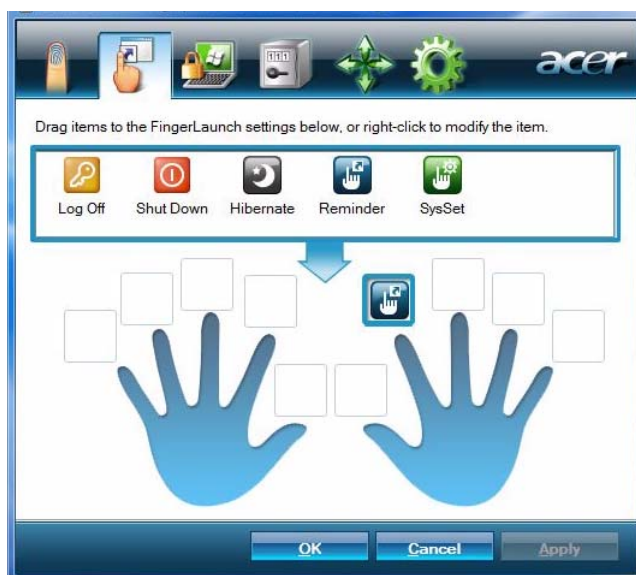 acer
Drag items to the FingerLaunch settings below, or right-click to modify the item.
Log Off Shut Down Hibernate Reminder SysSet
OK Cancel Apply